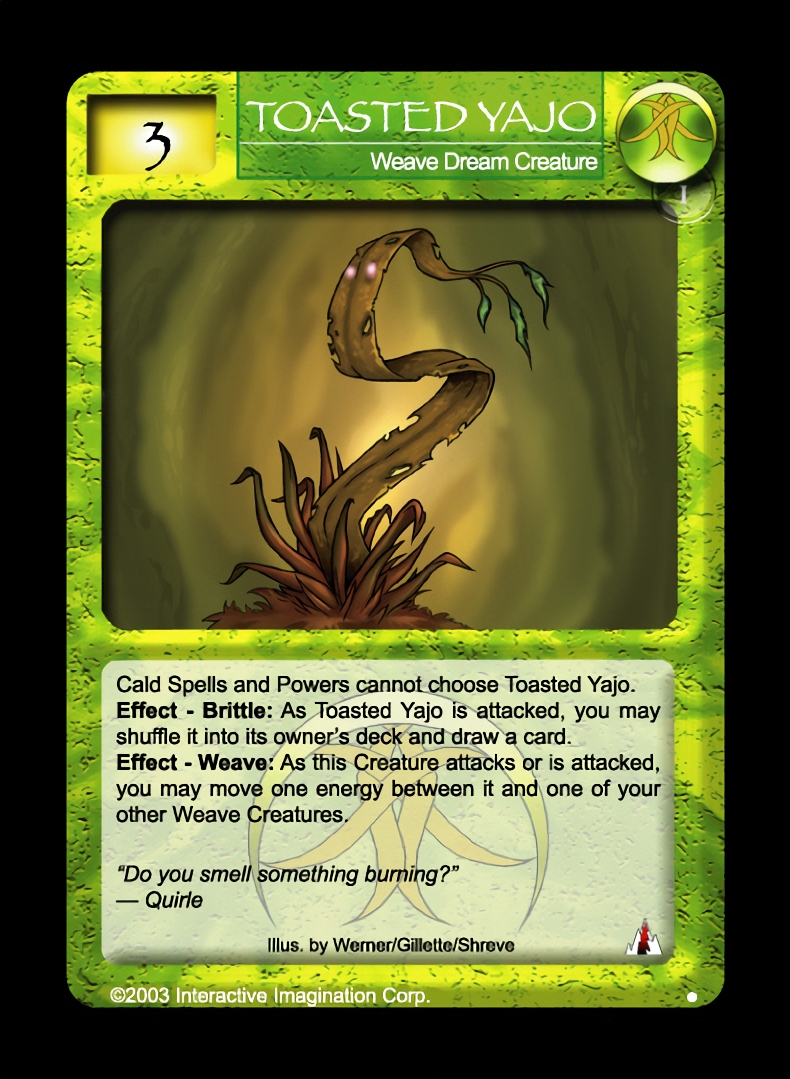 3
TOASTED YAJO
Weave Dream Creature
I
Cald Spells and Powers cannot choose Toasted Yajo.
Effect - Brittle: As Toasted Yajo is attacked, you may
shuffle it into its owner's deck and draw a card.
Effect - Weave: As this Creature attacks or is attacked,
you may move one energy between it and one of your
other Weave Creatures.
“Do you smell something burning?”
— Quirle
Illus. by Werner/Gillette/Shreve
©2003 Interactive Imagination Corp.